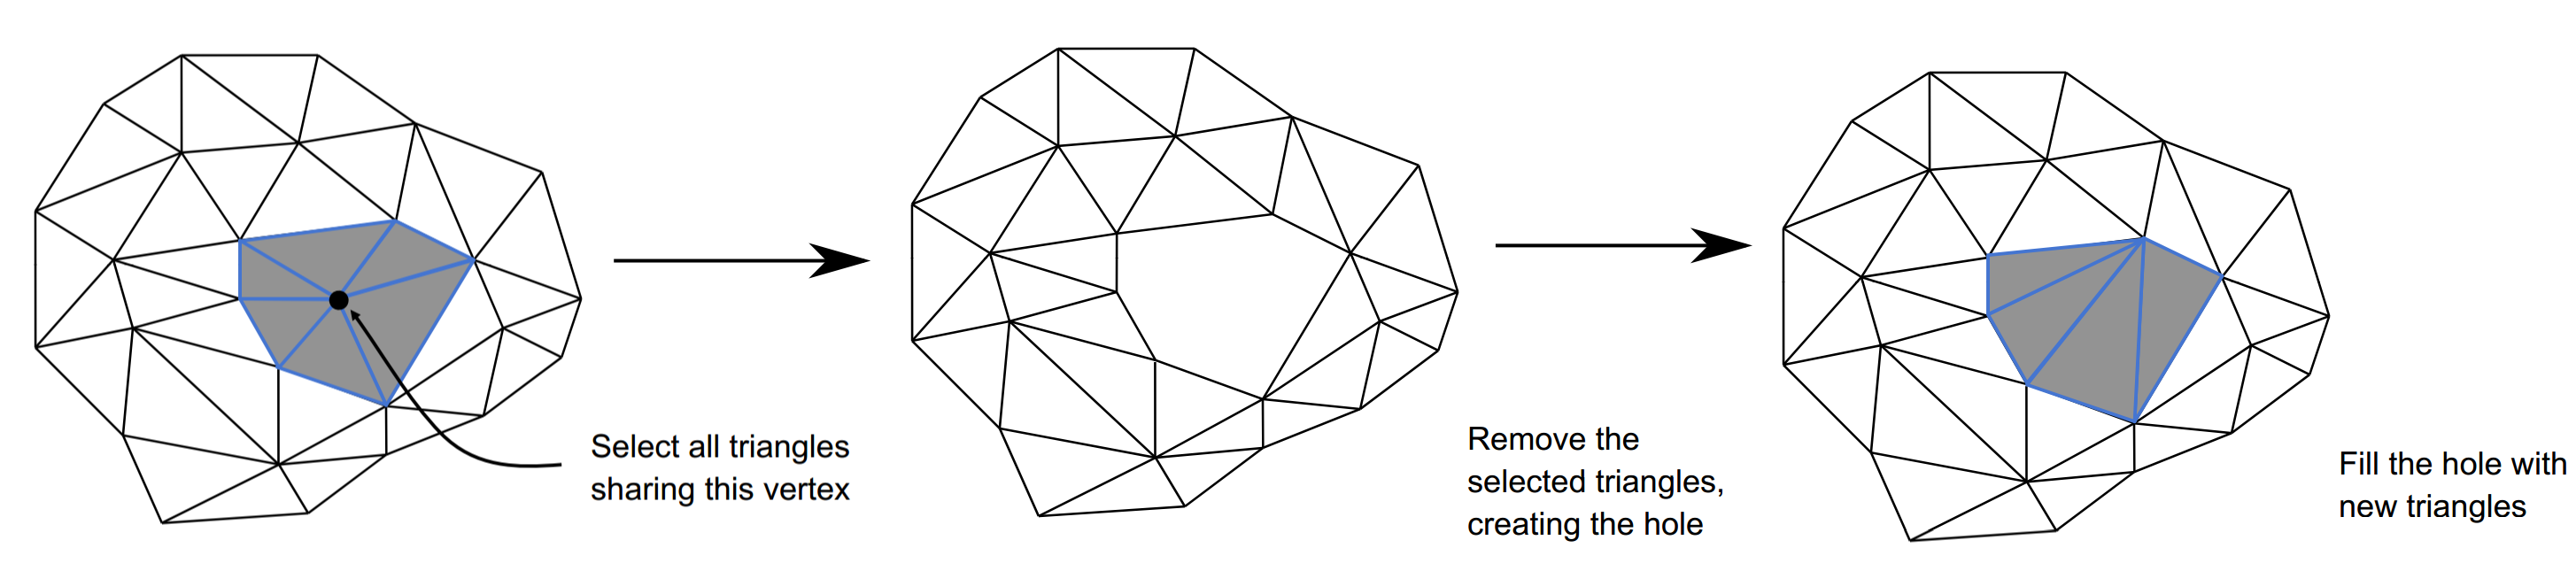 Select all triangles
sharing this vertex
Remove the
selected triangles,
creating the hole
Fill the hole with
new triangles